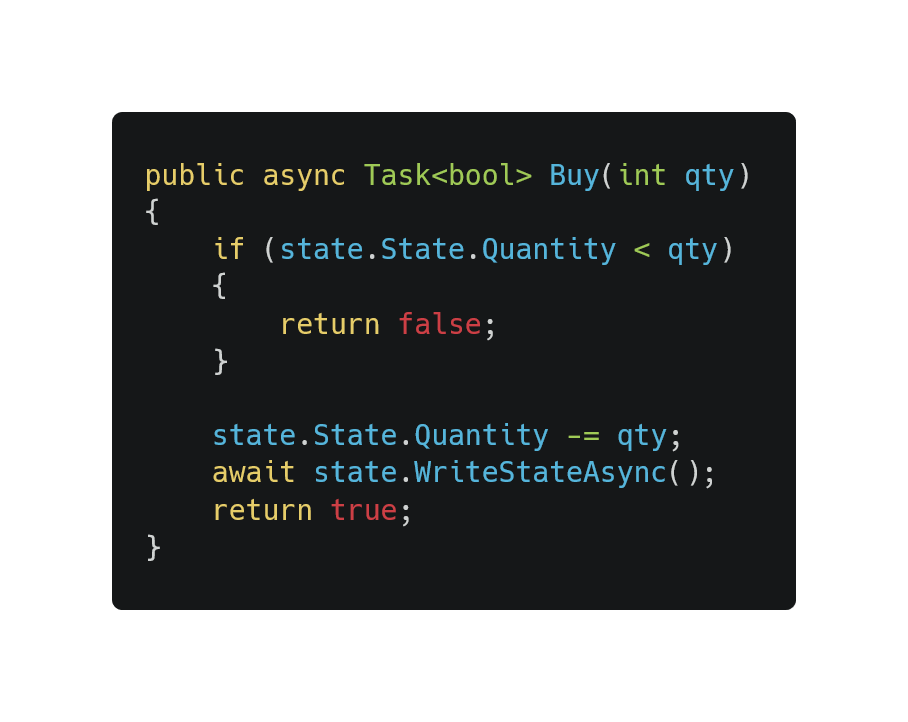 public async Task<bool> Buy(int qty)
{
    if (state.State.Quantity < qty)
    {
        return false;
    }

    state.State.Quantity -= qty;
    await state.WriteStateAsync();
    return true;
}